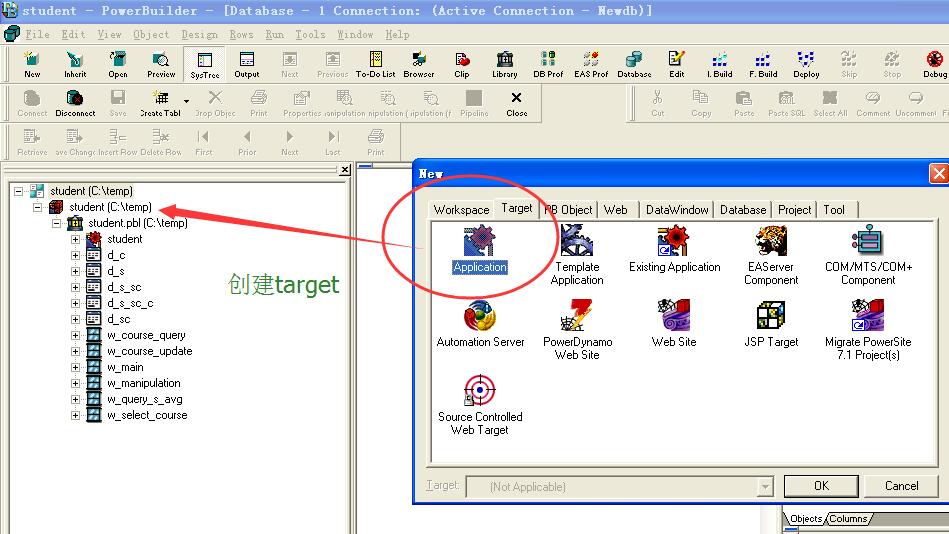 student - PowerBuilder - [Database - 1 Connection: (Active Connection - Newdb)]
File Edit View Object Design Rows Run Tools Window Help
New Inherit Open Preview SysTree Output Next Previous To-Do List Browser Clip Library DB Prof EAS Prof Database Edit I. Build F. Build Deploy Skip Stop Debug
Connect Disconnect Save Create Tabl Drop Objec Print Properties anipulation nipulation (f ipulation (f Pipeline Close Cut Copy Paste Paste SQL Select All Comment Uncomment
Retrieve ave Change Insert Row Delete Row First Prior Next Last Print
student (C:\temp)
student (C:\temp)
student.pbl (C:\temp)
student
d_c
d_s
d_s_sc
d_s_sc_c
d_sc
w_course_query
w_course_update
w_main
w_manipulation
w_query_s_avg
w_select_course
创建target
New
Workspace Target PB Object Web DataWindow Database Project Tool
Application
Template Application
Existing Application
EAServer Component
COM/MTS/COM+ Component
Automation Server
PowerDynamo Web Site
Web Site
JSP Target
Migrate PowerSite 7.1 Project(s)
Source Controlled Web Target
Target: (Not Applicable) OK Cancel
Objects Columns